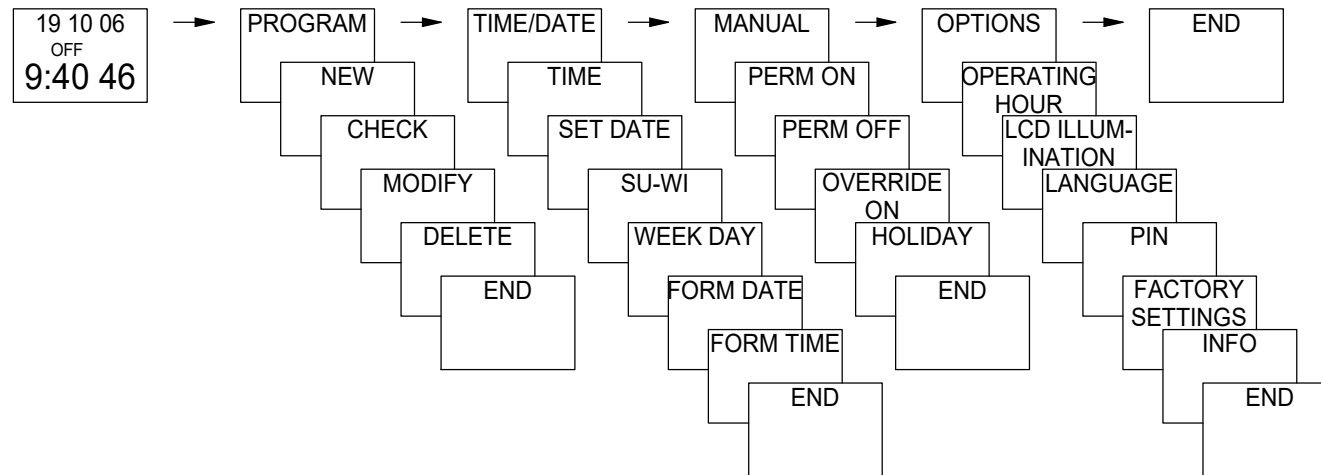 19 10 06
OFF
9:40 46
PROGRAM
NEW
CHECK
MODIFY
DELETE
END
TIME/DATE
TIME
SET DATE
SU-WI
WEEK DAY
FORM DATE
FORM TIME
END
MANUAL
PERM ON
PERM OFF
OVERRIDE
ON
HOLIDAY
END
OPTIONS
OPERATING
HOUR
LCD ILLUM-
INATION
LANGUAGE
PIN
FACTORY
SETTINGS
INFO
END
END